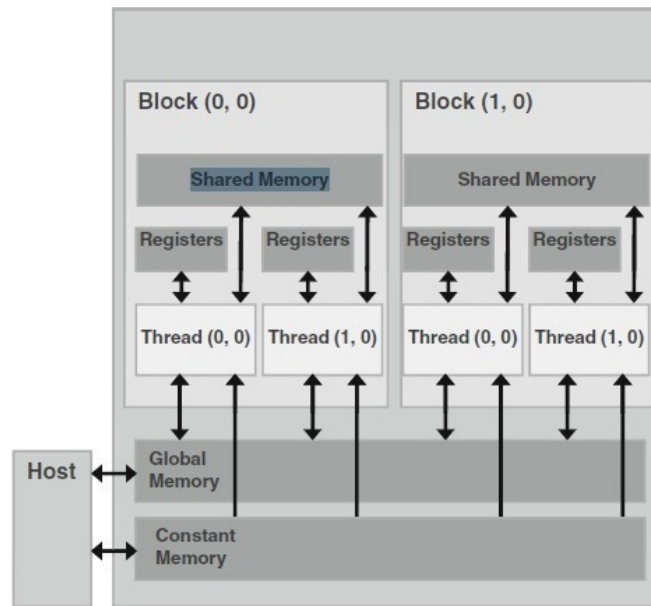 Block (0, 0)
Block (1, 0)
Shared Memory
Shared Memory
Registers
Registers
Registers
Registers
Thread (0, 0)
Thread (1, 0)
Thread (0, 0)
Thread (1, 0)
Host
Global
Memory
Constant
Memory